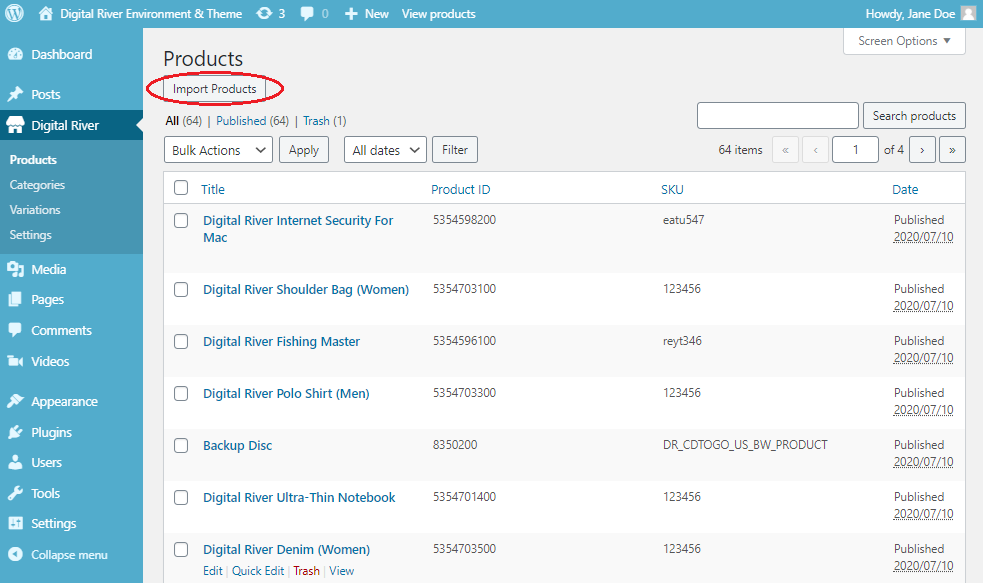 Digital River Environment & Theme 3 0 New View products Howdy, Jane Doe
Screen Options
Dashboard
Posts
Digital River
Products
Categories
Variations
Settings
Media
Pages
Comments
Videos
Appearance
Plugins
Users
Tools
Settings
Collapse menu
Products
Import Products
All (64) | Published (64) | Trash (1)
Search products
Bulk Actions Apply All dates Filter 64 items « ‹ 1 of 4 › »
Title Product ID SKU Date
Digital River Internet Security For 5354598200 eatu547 Published
Mac 2020/07/10
Digital River Shoulder Bag (Women) 5354703100 123456 Published
2020/07/10
Digital River Fishing Master 5354596100 reyt346 Published
2020/07/10
Digital River Polo Shirt (Men) 5354703300 123456 Published
2020/07/10
Backup Disc 8350200 DR_CDTOGO_US_BW_PRODUCT Published
2020/07/10
Digital River Ultra-Thin Notebook 5354701400 123456 Published
2020/07/10
Digital River Denim (Women) 5354703500 123456 Published
Edit | Quick Edit | Trash | View 2020/07/10